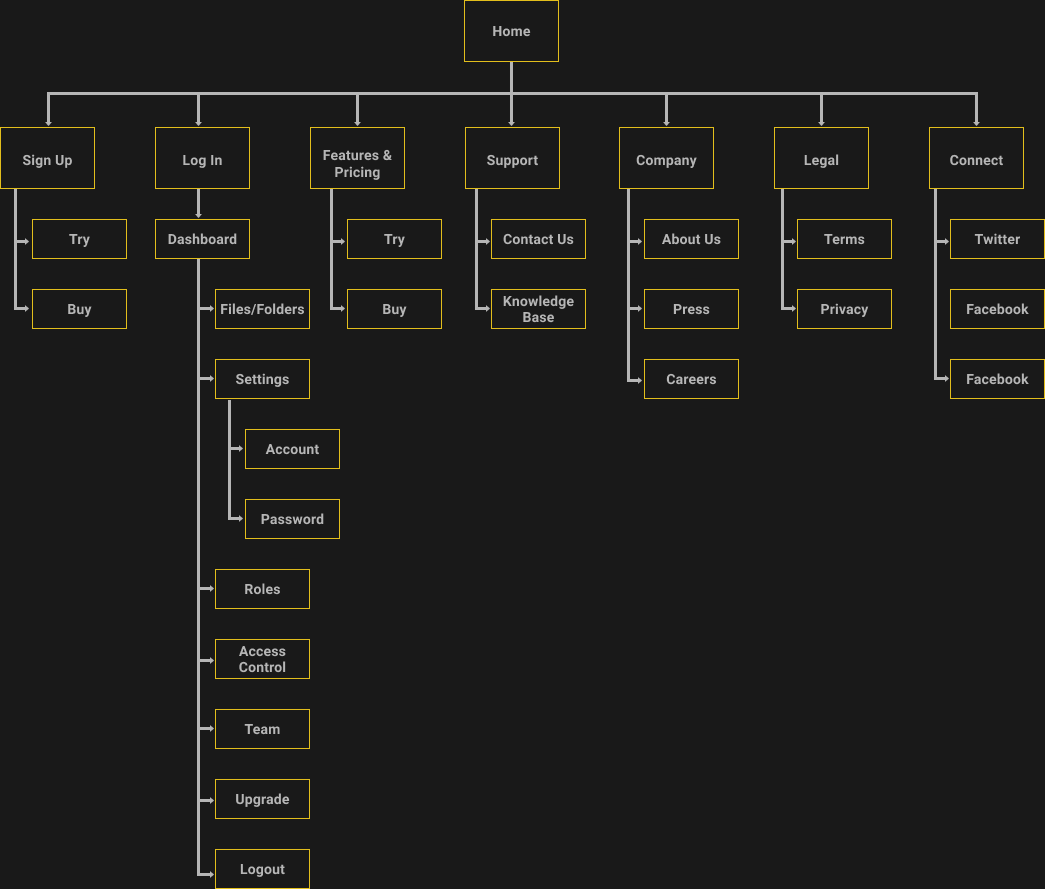 Home
Sign Up
Log In
Features &
Pricing
Support
Company
Legal
Connect
Try
Dashboard
Try
Contact Us
About Us
Terms
Twitter
Buy
Files/Folders
Buy
Knowledge
Base
Press
Privacy
Facebook
Settings
Careers
Facebook
Account
Password
Roles
Access
Control
Team
Upgrade
Logout